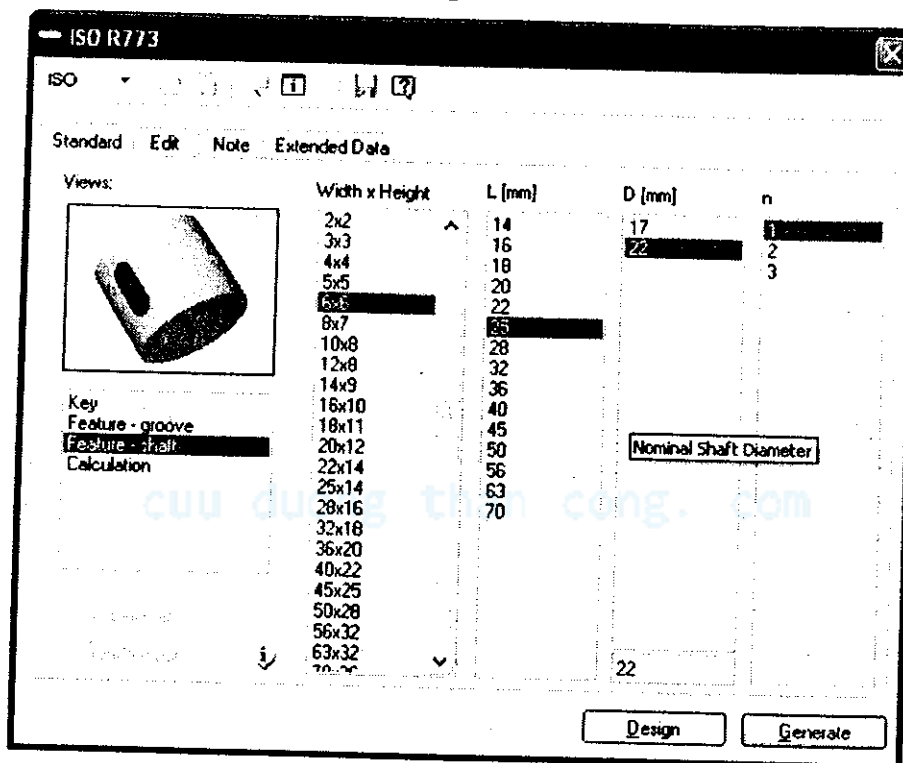 ISO R773
ISO
Standard Edit Note Extended Data
Views:
Key
Feature - groove
Feature - shaft
Calculation
Width x Height
2x2
3x3
4x4
5x5
6x6
8x7
10x8
12x8
14x9
16x10
18x11
20x12
22x14
25x14
28x16
32x18
36x20
40x22
45x25
50x28
56x32
63x32
L [mm]
14
16
18
20
22
25
28
32
36
40
45
50
56
63
70
D [mm]
17
22
Nominal Shaft Diameter
22
n
1
2
3
cuu duong than cong. com
Design Generate